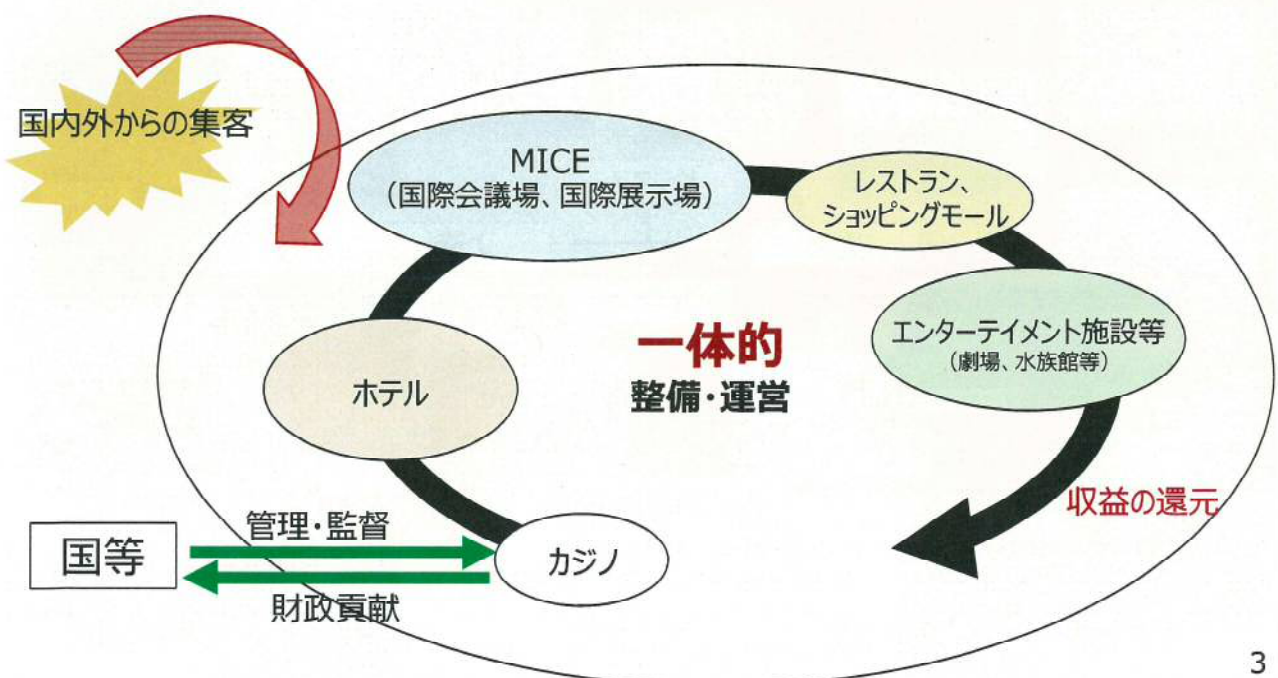 国内外からの集客
MICE
（国際会議場、国際展示場）
レストラン、
ショッピングモール
エンターテイメント施設等
（劇場、水族館等）
一体的
整備・運営
ホテル
収益の還元
国等
管理・監督
財政貢献
カジノ
3